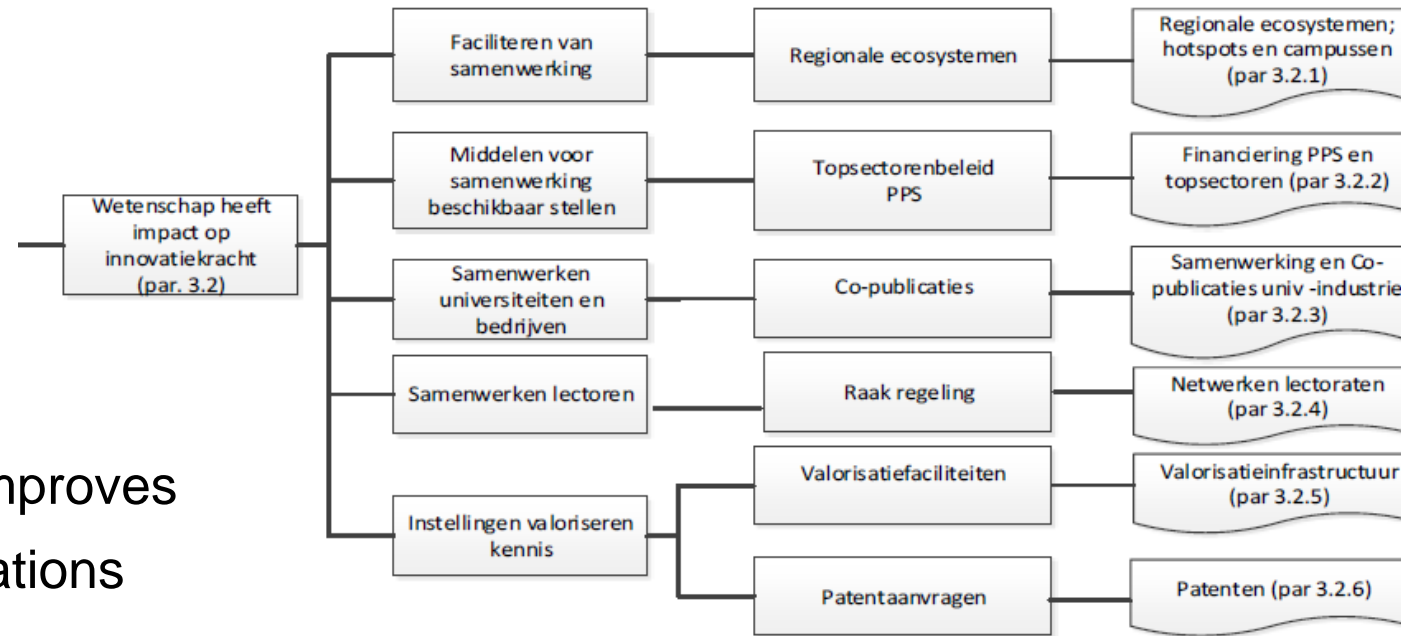 Wetenschap heeft
impact op
innovatiekracht
(par. 3.2)
Faciliteren van
samenwerking
Regionale ecosystemen
Regionale ecosystemen;
hotspots en campussen
(par 3.2.1)
Middelen voor
samenwerking
beschikbaar stellen
Topsectorenbeleid
PPS
Financiering PPS en
topsectoren (par 3.2.2)
Samenwerken
universiteiten en
bedrijven
Co-publicaties
Samenwerking en Co-
publicaties univ -industrie
(par 3.2.3)
Samenwerken lectoren
Raak regeling
Netwerken lectoraten
(par 3.2.4)
Instellingen valoriseren
kennis
Valorisatiefaciliteiten
Valorisatieinfrastructuur
(par 3.2.5)
Patentaanvragen
Patenten (par 3.2.6)
mproves
ations